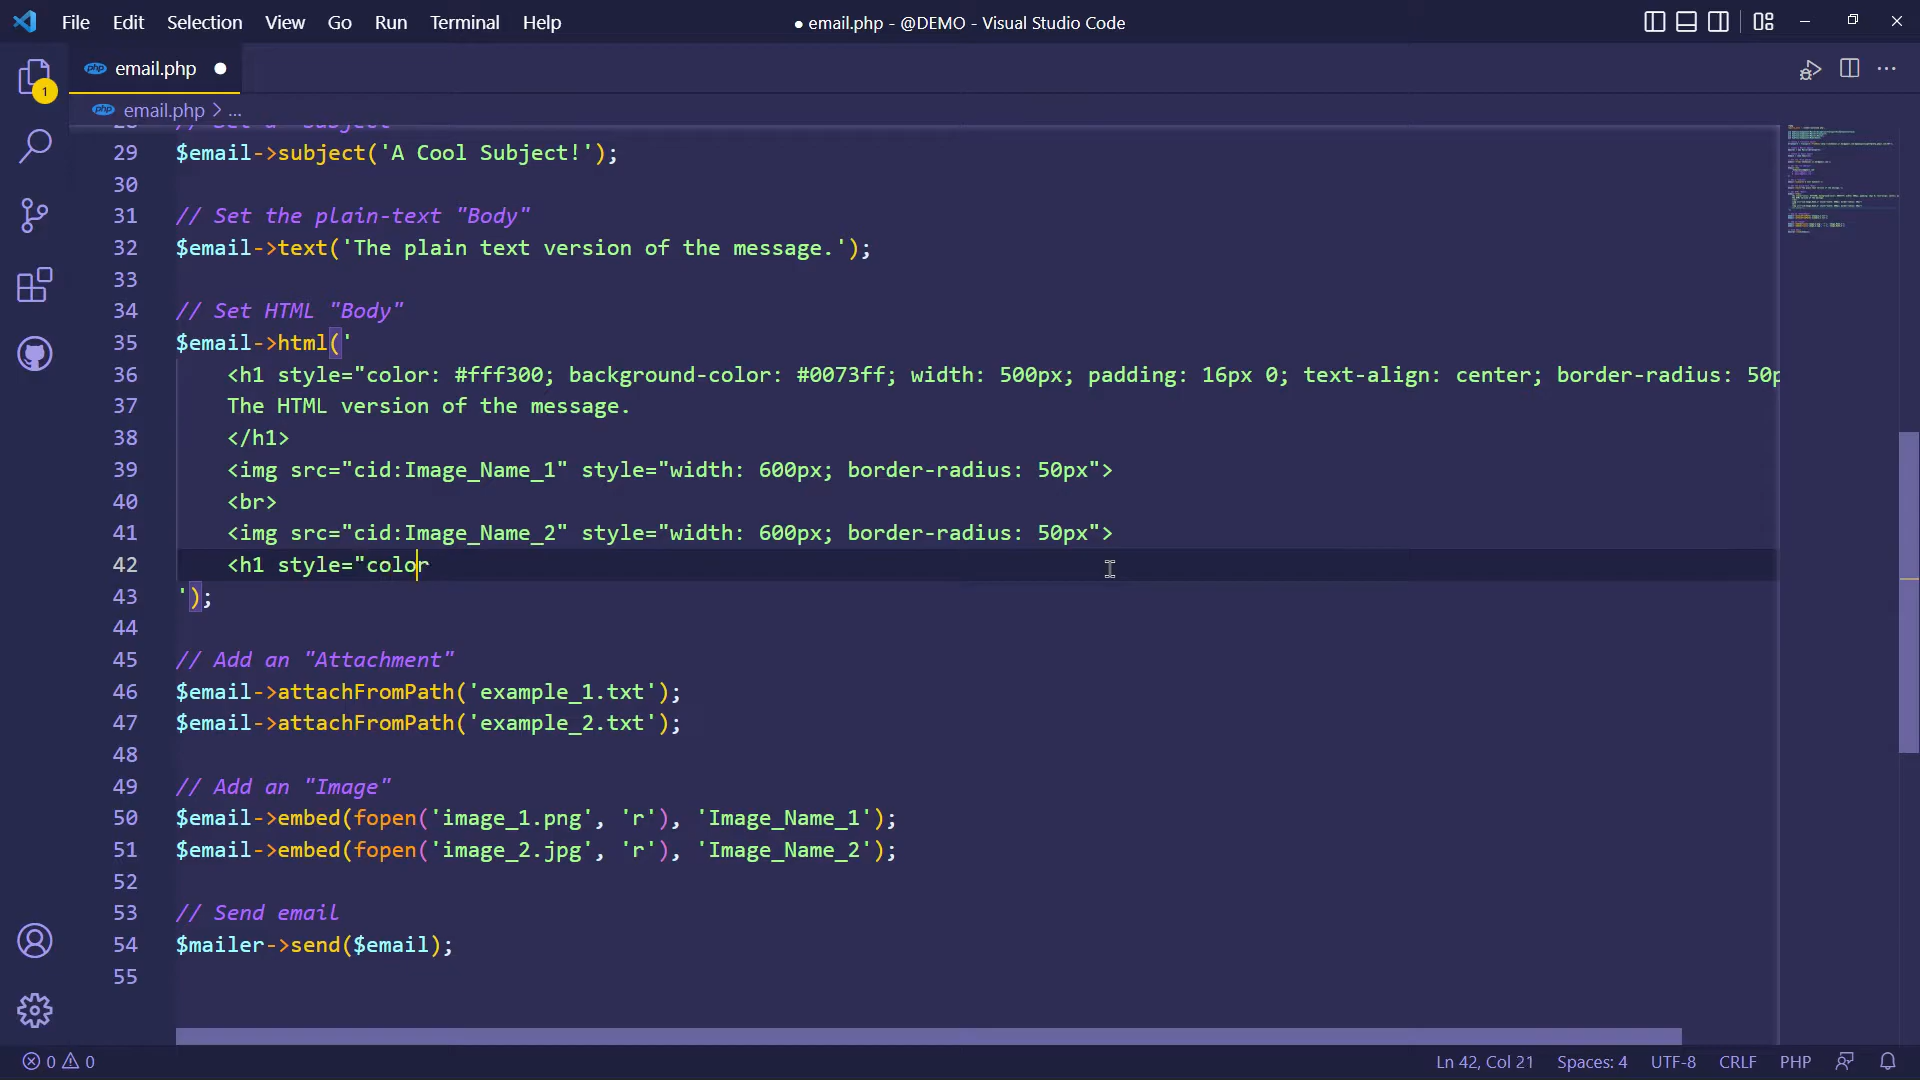 File Edit Selection View Go Run Terminal Help
● email.php - @DEMO - Visual Studio Code
1
php email.php ●
php email.php > ...
29 $email->subject('A Cool Subject!');
30
31 // Set the plain-text "Body"
32 $email->text('The plain text version of the message.');
33
34 // Set HTML "Body"
35 $email->html('
36 <h1 style="color: #fff300; background-color: #0073ff; width: 500px; padding: 16px 0; text-align: center; border-radius: 50p
37 The HTML version of the message.
38 </h1>
39 <img src="cid:Image_Name_1" style="width: 600px; border-radius: 50px">
40 <br>
41 <img src="cid:Image_Name_2" style="width: 600px; border-radius: 50px">
42 <h1 style="color
43 ');
44
45 // Add an "Attachment"
46 $email->attachFromPath('example_1.txt');
47 $email->attachFromPath('example_2.txt');
48
49 // Add an "Image"
50 $email->embed(fopen('image_1.png', 'r'), 'Image_Name_1');
51 $email->embed(fopen('image_2.jpg', 'r'), 'Image_Name_2');
52
53 // Send email
54 $mailer->send($email);
55
0 0
Ln 42, Col 21 Spaces: 4 UTF-8 CRLF PHP